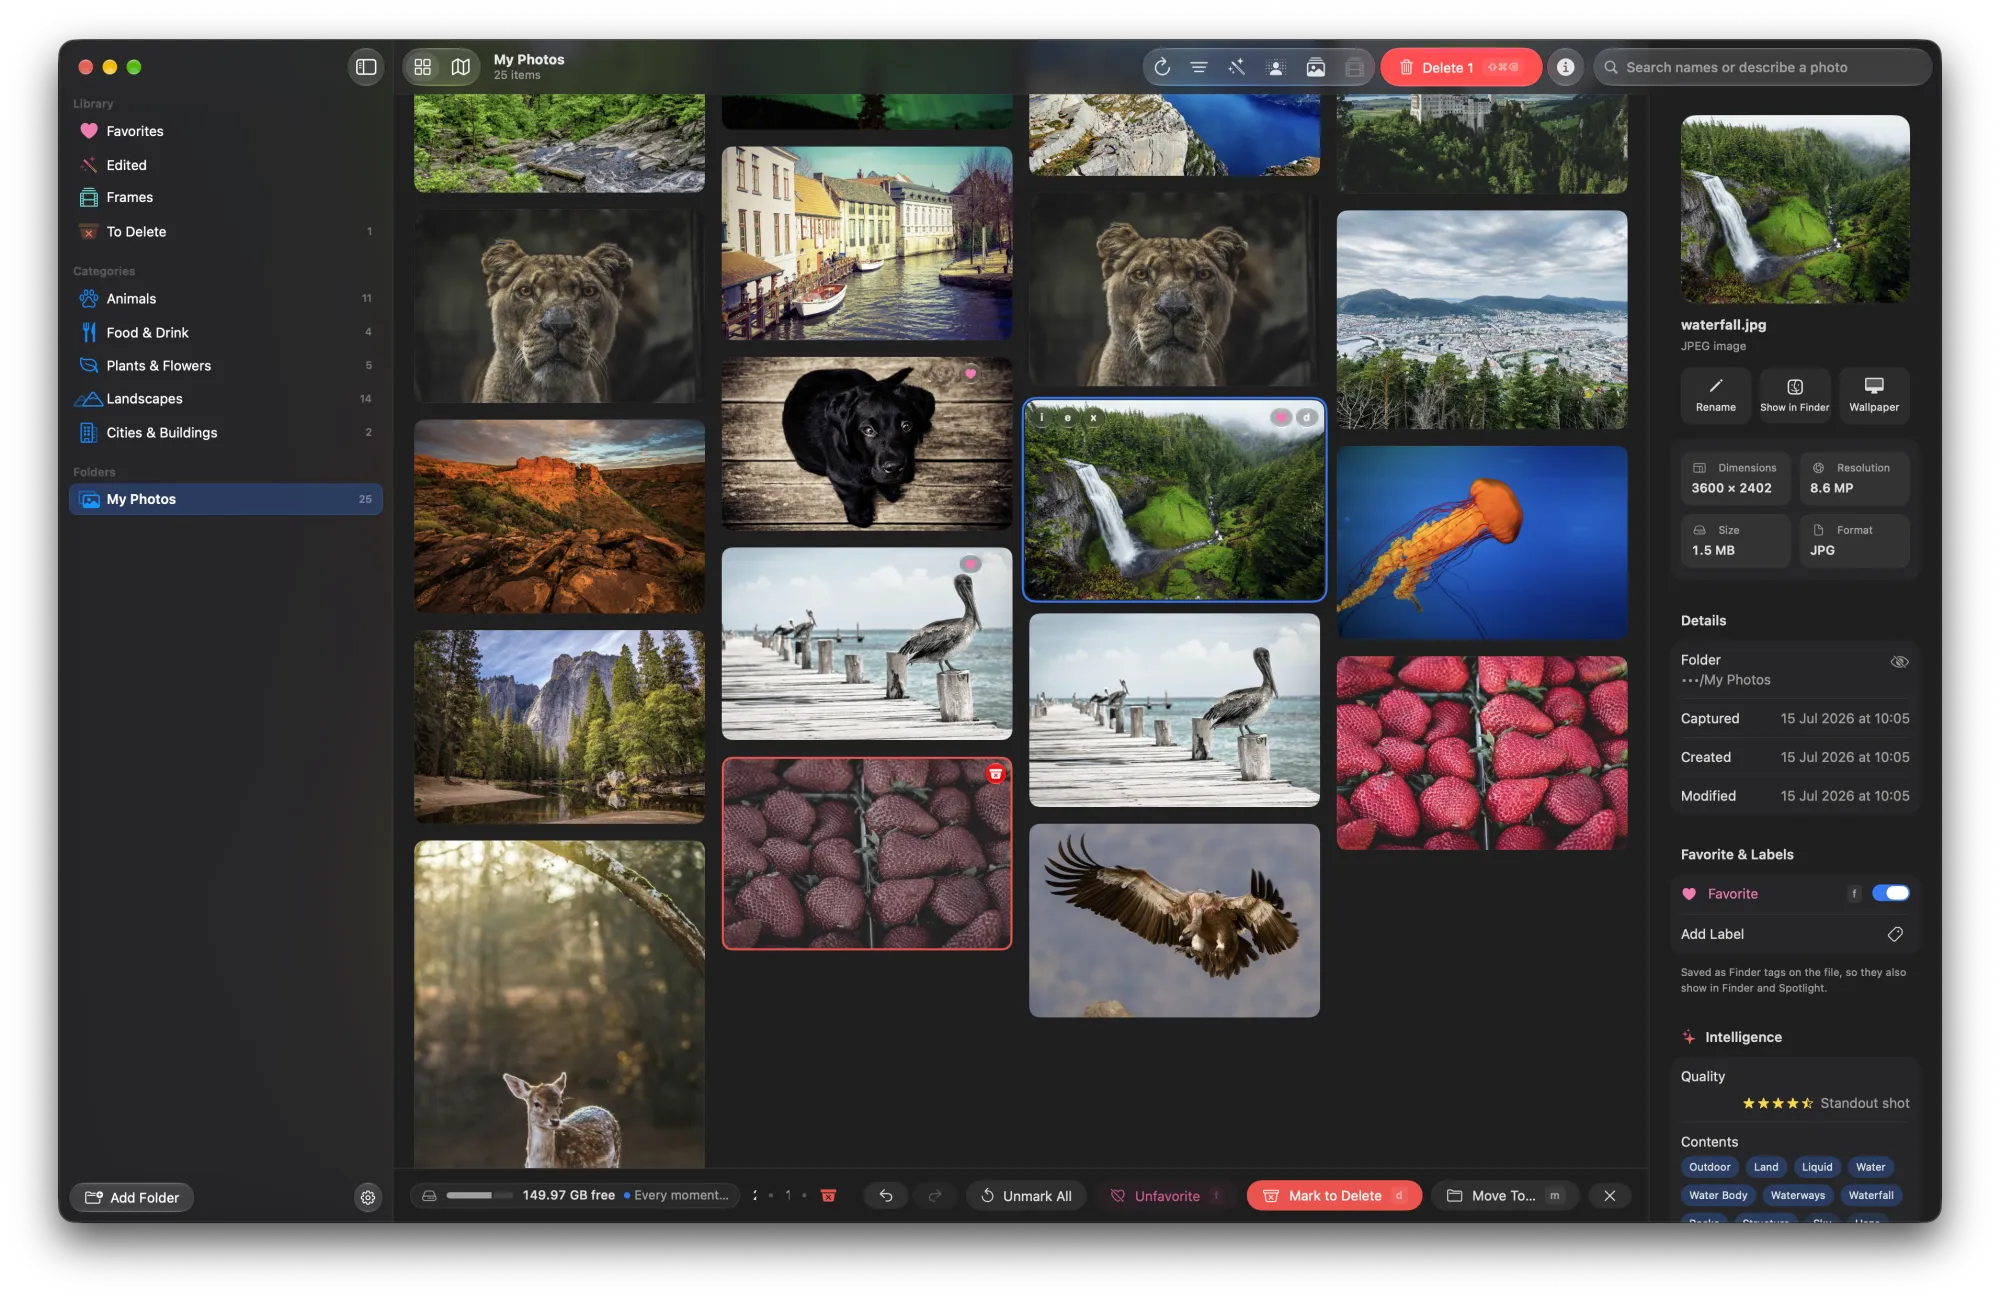 My Photos
25 items
Delete 1
Search names or describe a photo
Library
Favorites
Edited
Frames
To Delete 1
Categories
Animals 11
Food & Drink 4
Plants & Flowers 5
Landscapes 14
Cities & Buildings 2
Folders
My Photos 25
Add Folder
i e x d
waterfall.jpg
JPEG image
Rename
Show in Finder
Wallpaper
Dimensions
3600 × 2402
Resolution
8.6 MP
Size
1.5 MB
Format
JPG
Details
Folder
•••/My Photos
Captured 15 Jul 2026 at 10:05
Created 15 Jul 2026 at 10:05
Modified 15 Jul 2026 at 10:05
Favorite & Labels
Favorite f
Add Label
Saved as Finder tags on the file, so they also
show in Finder and Spotlight.
Intelligence
Quality
Standout shot
Contents
Outdoor Land Liquid Water
Water Body Waterways Waterfall
149.97 GB free • Every moment...
Unmark All
Unfavorite f
Mark to Delete d
Move To... m